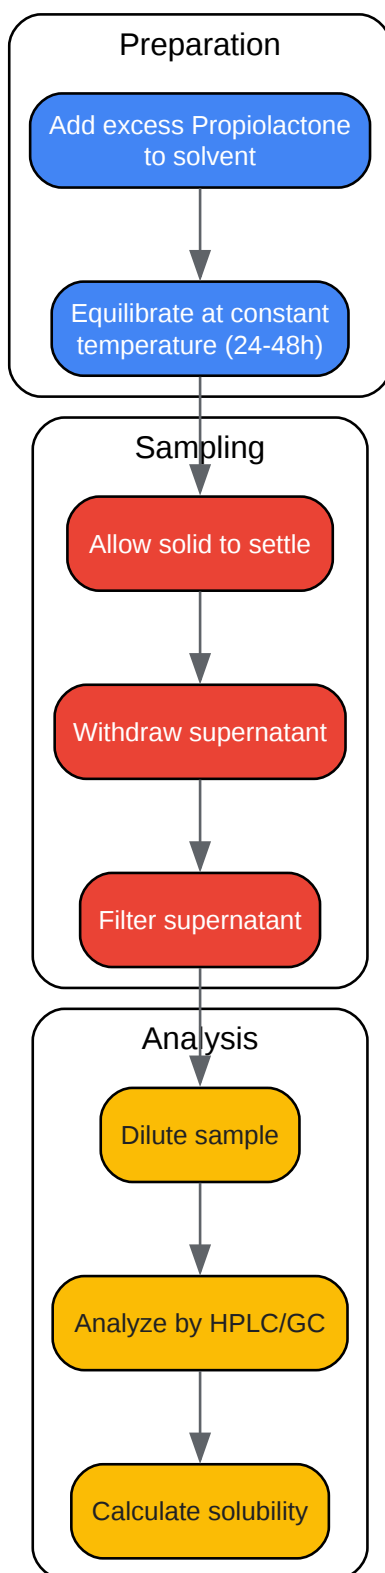 Preparation
Add excess Propiolactone
to solvent
Equilibrate at constant
temperature (24-48h)
Sampling
Allow solid to settle
Withdraw supernatant
Filter supernatant
Analysis
Dilute sample
Analyze by HPLC/GC
Calculate solubility